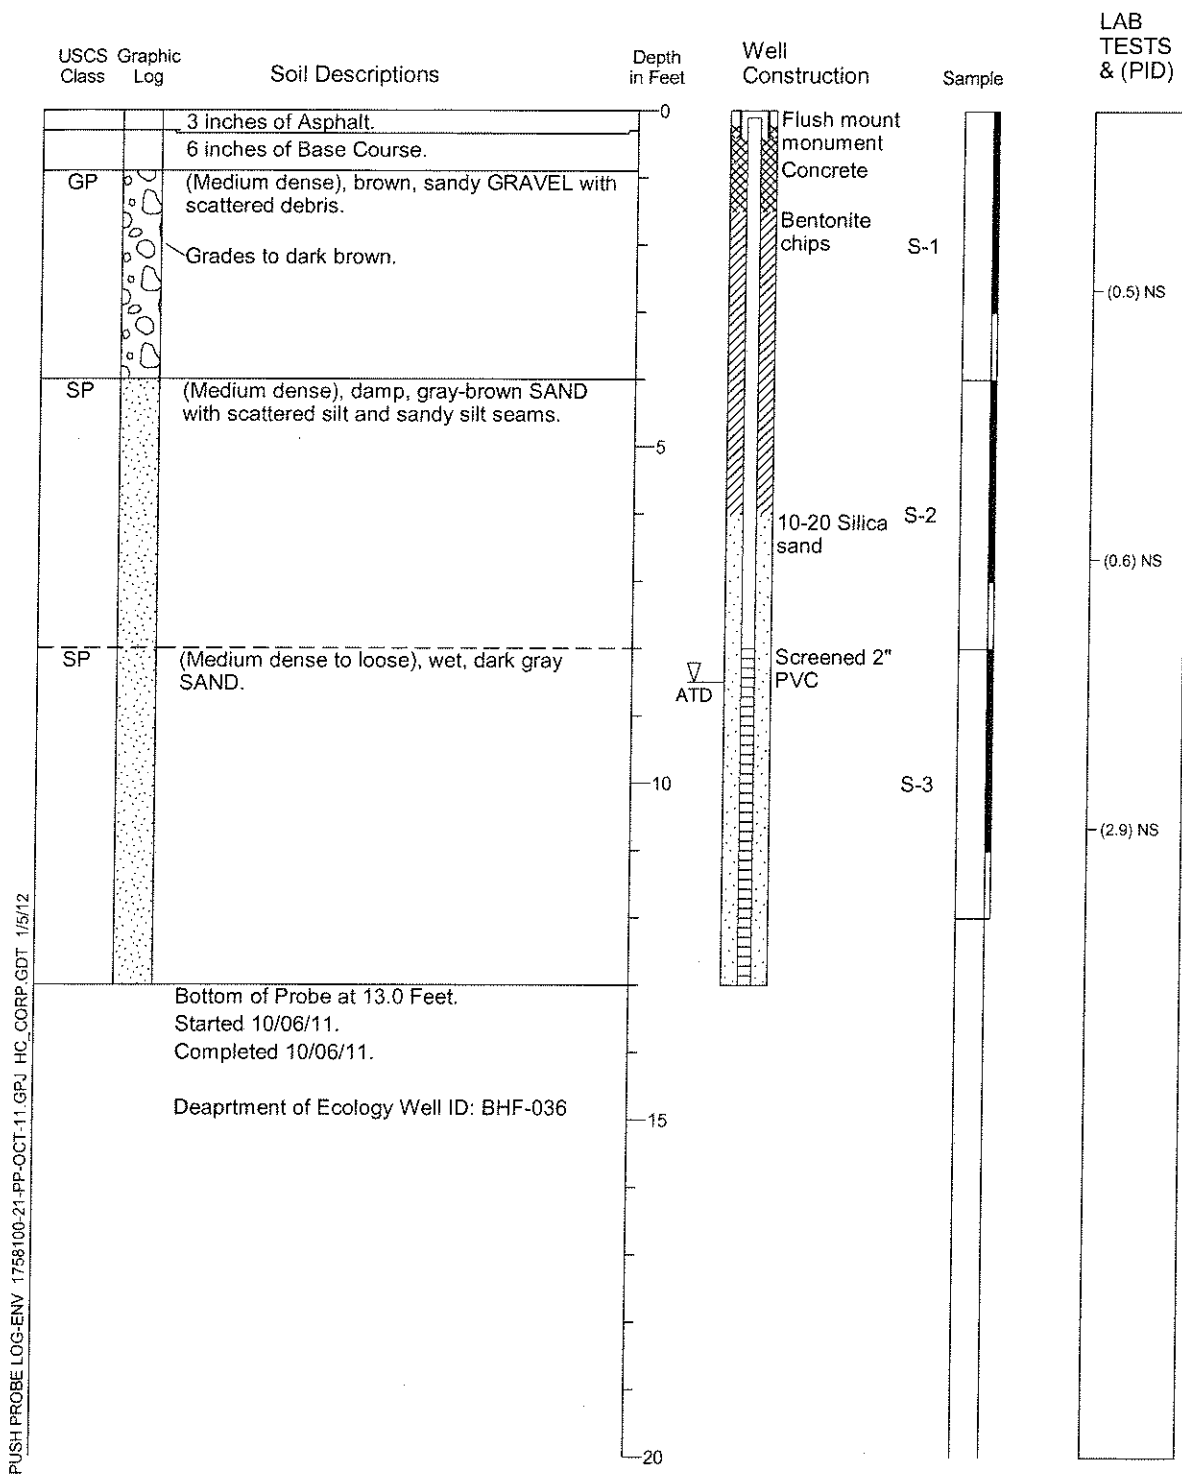 LAB
TESTS
& (PID)
USCS Graphic
Class Log
Soil Descriptions
Depth
in Feet
Well
Construction
Sample
0
3 inches of Asphalt.
6 inches of Base Course.
GP
(Medium dense), brown, sandy GRAVEL with
scattered debris.
Grades to dark brown.
Flush mount
monument
Concrete
Bentonite
chips
S-1
(0.5) NS
SP
(Medium dense), damp, gray-brown SAND
with scattered silt and sandy silt seams.
5
10-20 Silica
sand
S-2
(0.6) NS
SP
(Medium dense to loose), wet, dark gray
SAND.
ATD
Screened 2"
PVC
10
S-3
(2.9) NS
Bottom of Probe at 13.0 Feet.
Started 10/06/11.
Completed 10/06/11.
Deaprtment of Ecology Well ID: BHF-036
15
20
PUSH PROBE LOG-ENV 1758100-21-PP-OCT-11.GPJ HC_CORP.GDT 1/5/12